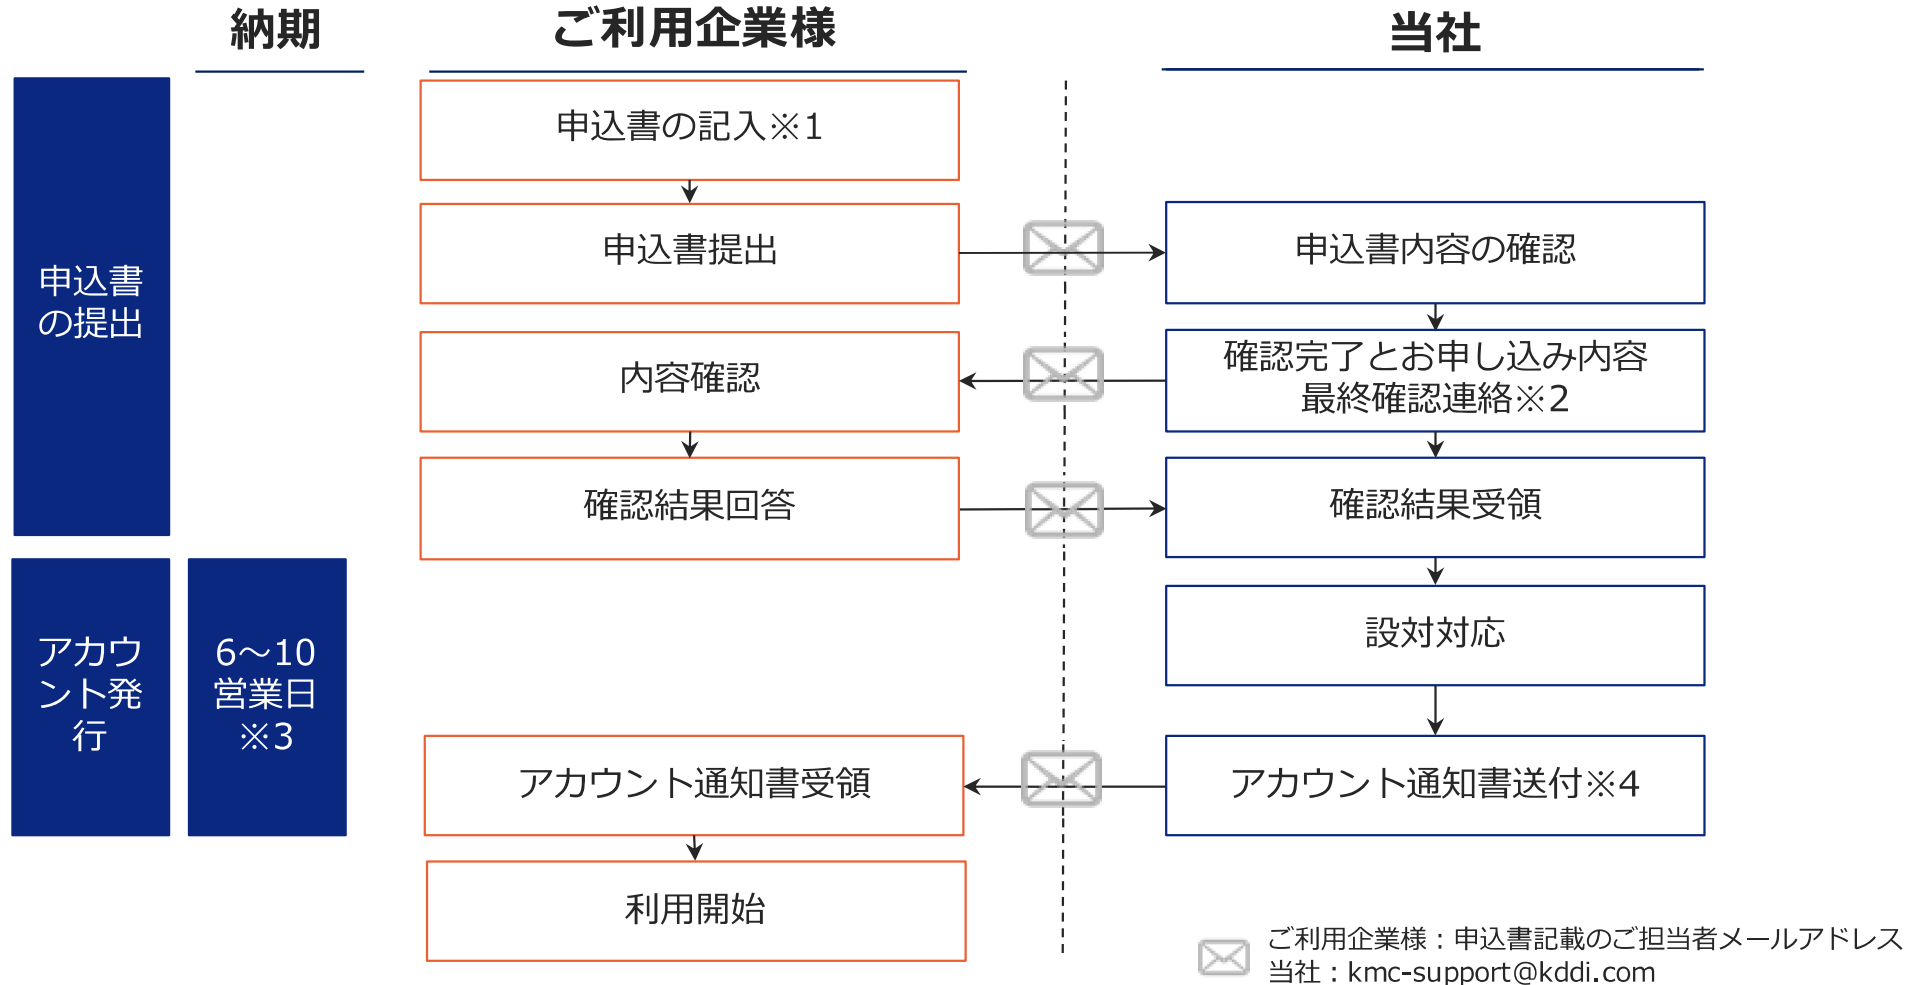 納期
ご利用企業様
当社
申込書
の提出
申込書の記入※1
申込書提出
申込書内容の確認
内容確認
確認完了とお申し込み内容
最終確認連絡※2
確認結果回答
確認結果受領
アカウ
ント発
行
6～10
営業日
※3
設対対応
アカウント通知書受領
アカウント通知書送付※4
利用開始
ご利用企業様：申込書記載のご担当者メールアドレス
当社：kmc-support@kddi.com